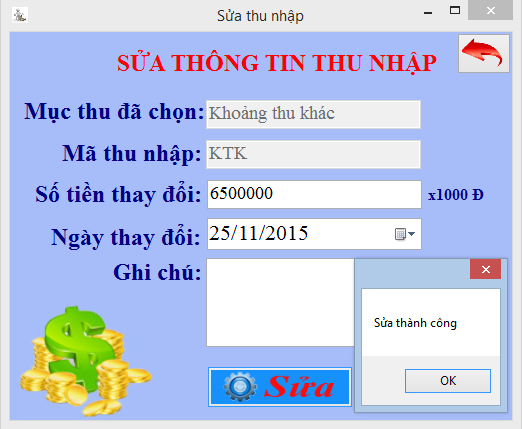 Sửa thu nhập
SỬA THÔNG TIN THU NHẬP
Mục thu đã chọn: Khoảng thu khác
Mã thu nhập: KTK
Số tiền thay đổi: 6500000 x1000 Đ
Ngày thay đổi: 25/11/2015
Ghi chú:
Sửa thành công
OK
Sửa